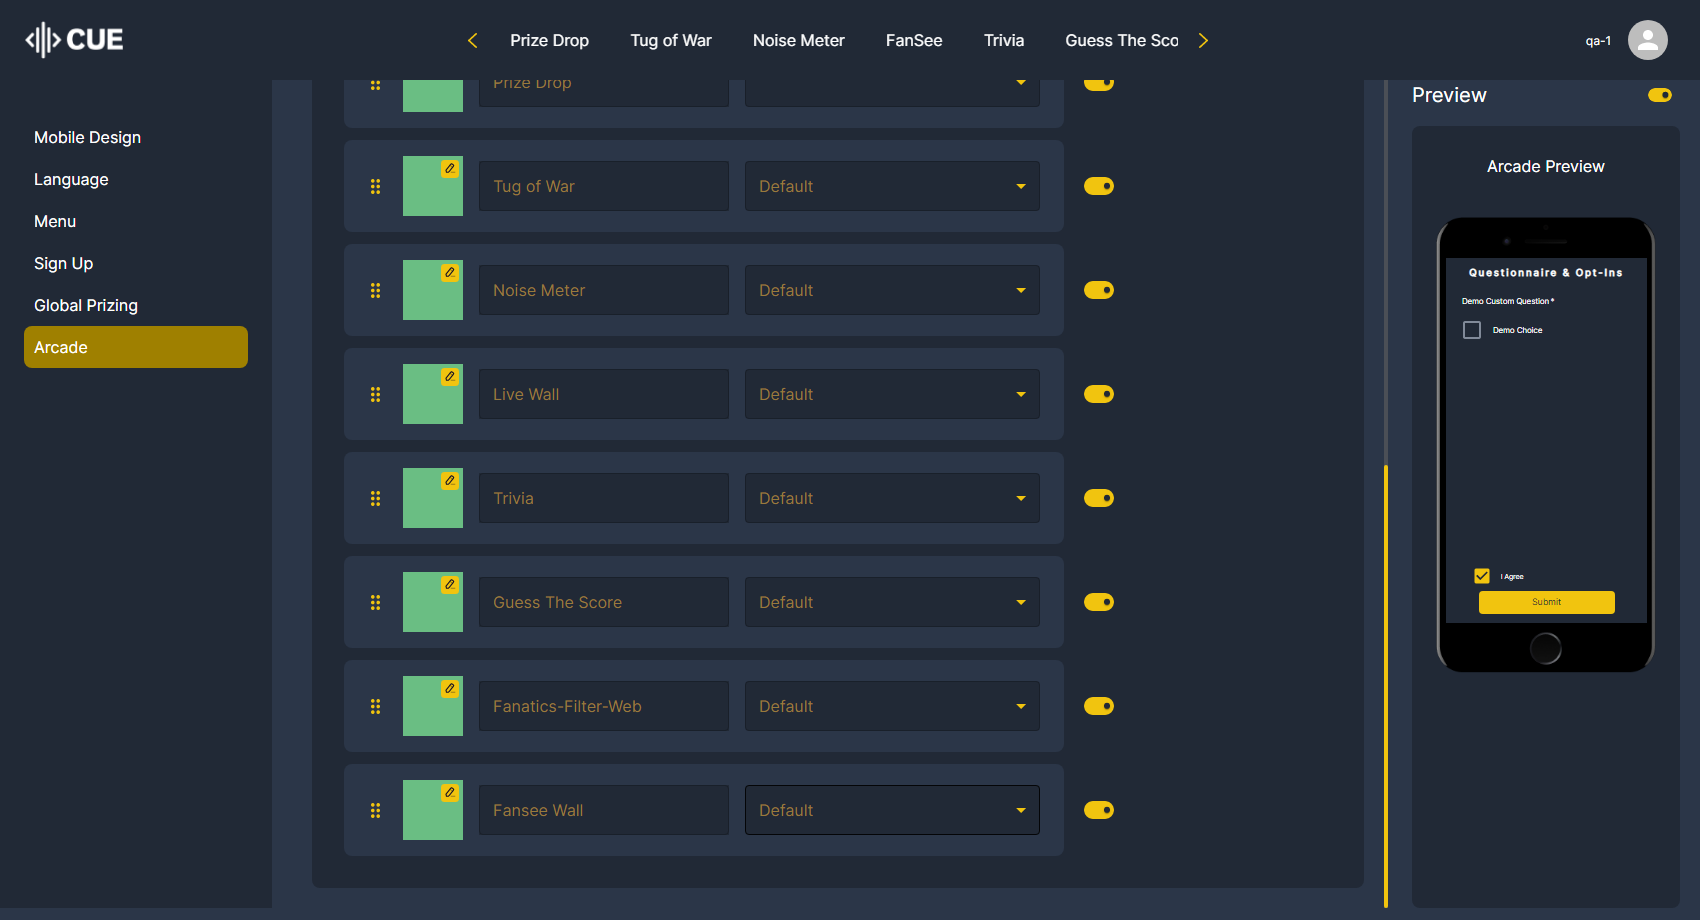 CUE
Prize Drop
Tug of War
Noise Meter
FanSee
Trivia
Guess The Sco
qa-1
Mobile Design
Language
Menu
Sign Up
Global Prizing
Arcade
Prize Drop
Tug of War
Default
Noise Meter
Default
Live Wall
Default
Trivia
Default
Guess The Score
Default
Fanatics-Filter-Web
Default
Fansee Wall
Default
Preview
Arcade Preview
Questionnaire & Opt-Ins
Demo Custom Question *
Demo Choice
I Agree
Submit